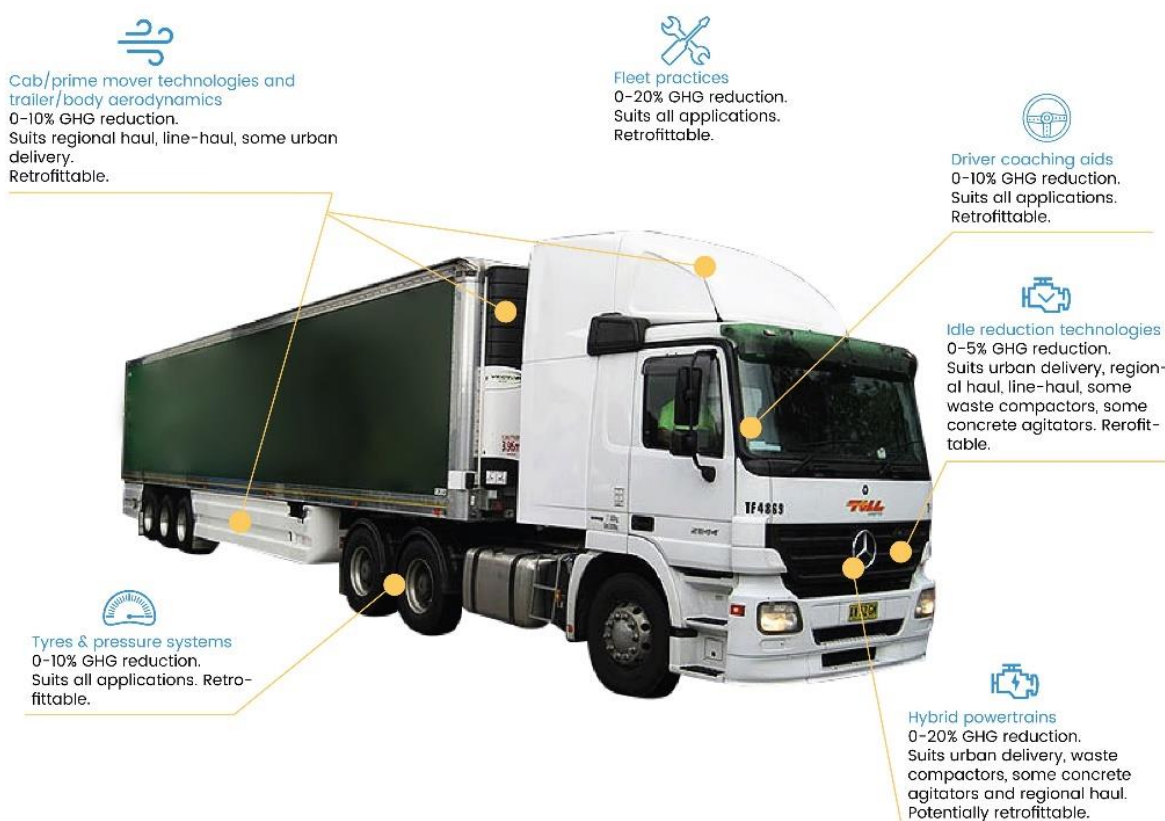 Cab/prime mover technologies and
trailer/body aerodynamics
0-10% GHG reduction.
Suits regional haul, line-haul, some urban
delivery.
Retrofittable.
Fleet practices
0-20% GHG reduction.
Suits all applications.
Retrofittable.
Driver coaching aids
0-10% GHG reduction.
Suits all applications.
Retrofittable.
Idle reduction technologies
0-5% GHG reduction.
Suits urban delivery, region-
al haul, line-haul, some
waste compactors, some
concrete agitators. Rerofit-
table.
TF4869
TOLL
2644
Tyres & pressure systems
0-10% GHG reduction.
Suits all applications. Retro-
fittable.
Hybrid powertrains
0-20% GHG reduction.
Suits urban delivery, waste
compactors, some concrete
agitators and regional haul.
Potentially retrofittable.